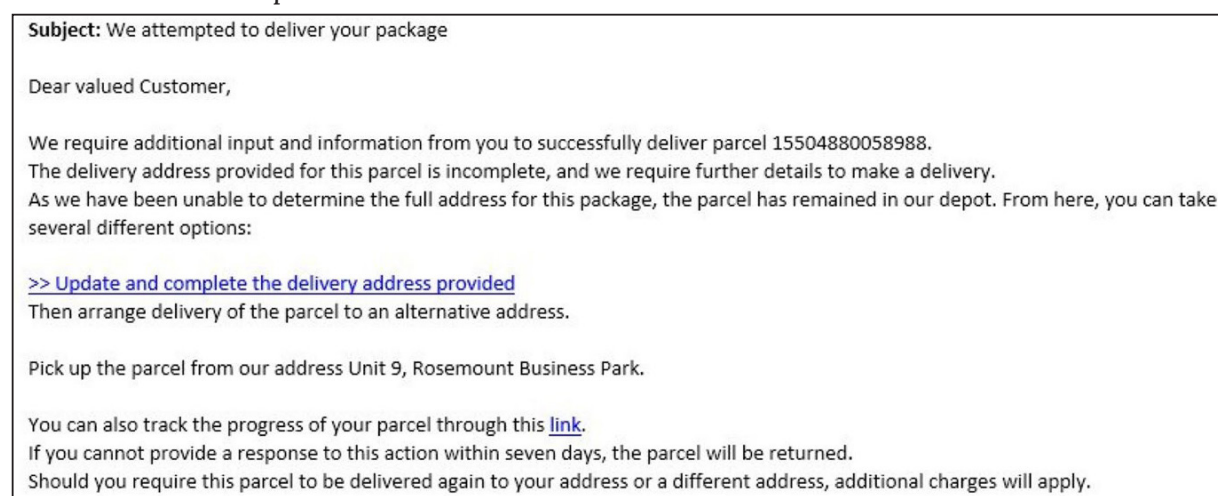 Subject: We attempted to deliver your package
Dear valued Customer,
We require additional input and information from you to successfully deliver parcel 15504880058988.
The delivery address provided for this parcel is incomplete, and we require further details to make a delivery.
As we have been unable to determine the full address for this package, the parcel has remained in our depot. From here, you can take
several different options:
>> Update and complete the delivery address provided
Then arrange delivery of the parcel to an alternative address.
Pick up the parcel from our address Unit 9, Rosemount Business Park.
You can also track the progress of your parcel through this link.
If you cannot provide a response to this action within seven days, the parcel will be returned.
Should you require this parcel to be delivered again to your address or a different address, additional charges will apply.